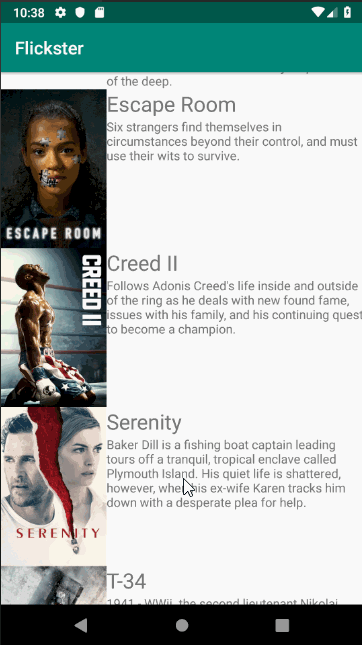 10:38
Flickster
of the deep.
Escape Room
Six strangers find themselves in
circumstances beyond their control, and must
use their wits to survive.
ESCAPE ROOM
Creed II
Follows Adonis Creed's life inside and outside
of the ring as he deals with new found fame,
issues with his family, and his continuing quest
to become a champion.
CREED II
Serenity
Baker Dill is a fishing boat captain leading
tours off a tranquil, tropical enclave called
Plymouth Island. His quiet life is shattered,
however, when his ex-wife Karen tracks him
down with a desperate plea for help.
SERENITY
T-34
1941 - WWii, the second lieutenant Nikolai